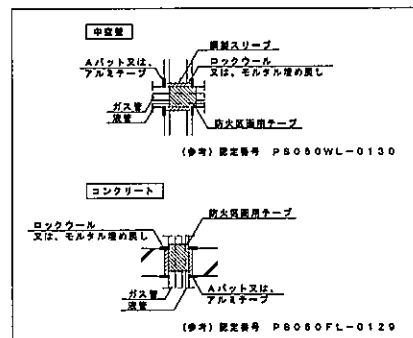 中空壁
鋼製スリーブ
Aパット又は、
アルミテープ
ロックウール
又は、モルタル埋め戻し
ガス管
液管
防火区画用テープ
(参考) 認定番号 PS060WL-0130
コンクリート
防火区画用テープ
ロックウール
又は、モルタル埋め戻し
ガス管
液管
Aパット又は、
アルミテープ
(参考) 認定番号 PS060FL-0129